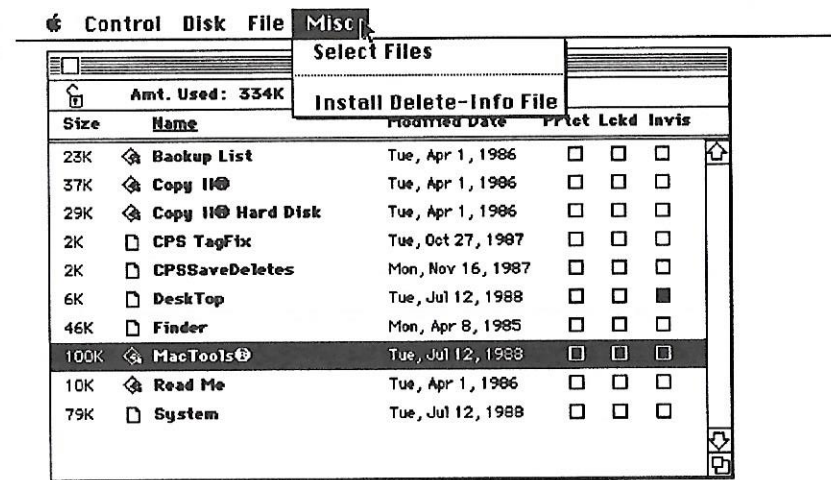 Control Disk File Misc
Select Files
Install Delete-Info File
Amt. Used: 334K
Size Name Modified Date Prtct Lckd Invis
23K Backup List Tue, Apr 1, 1986
37K Copy II® Tue, Apr 1, 1986
29K Copy II® Hard Disk Tue, Apr 1, 1986
2K CPS TagFix Tue, Oct 27, 1987
2K CPSSaveDeletes Mon, Nov 16, 1987
6K DeskTop Tue, Jul 12, 1988
46K Finder Mon, Apr 8, 1985
100K MacTools® Tue, Jul 12, 1988
10K Read Me Tue, Apr 1, 1986
79K System Tue, Jul 12, 1988